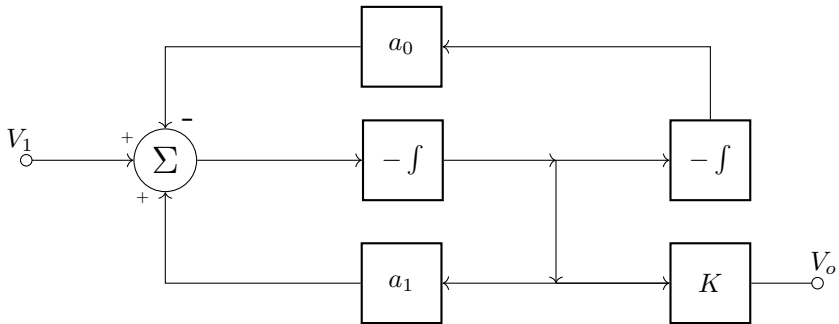 a₀
-
V₁
+
Σ
− ∫
− ∫
+
a₁
K
Vₒ